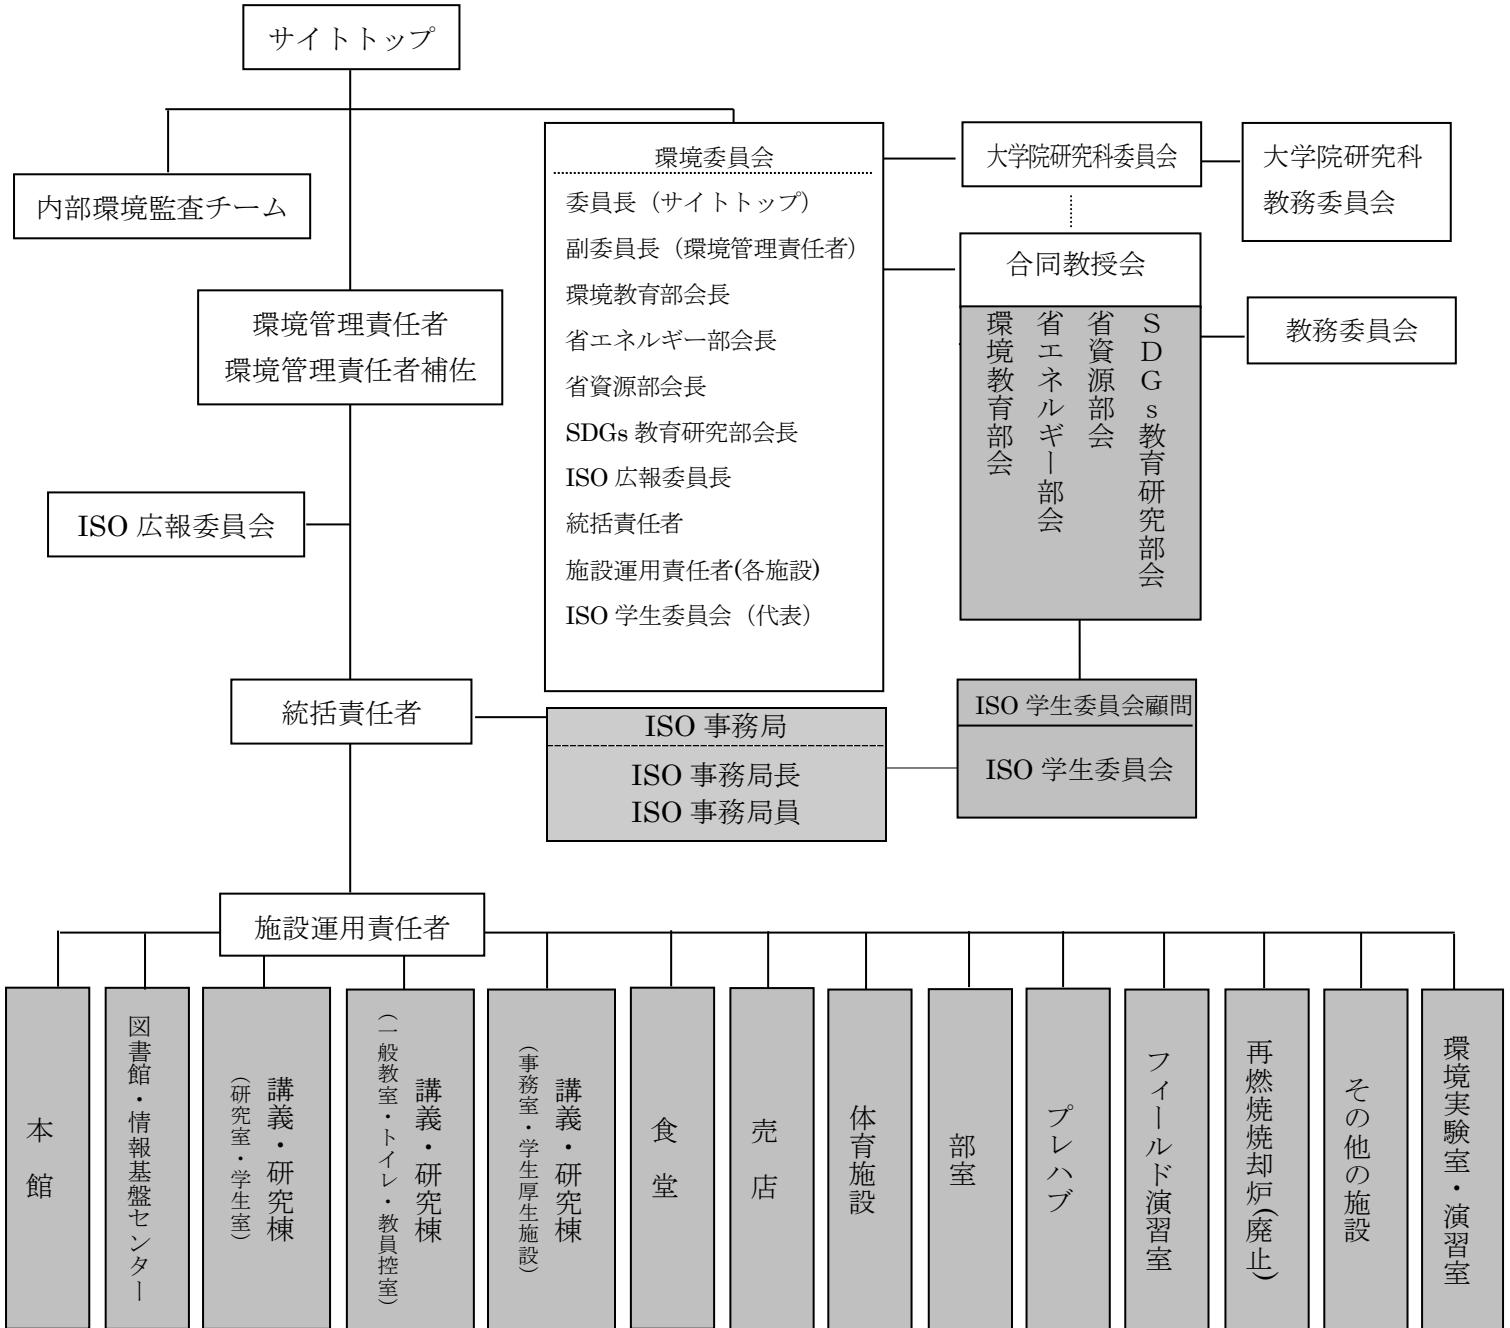 サイトトップ
内部環境監査チーム
環境管理責任者
環境管理責任者補佐
ISO 広報委員会
統括責任者
環境委員会
委員長（サイトトップ）
副委員長（環境管理責任者）
環境教育部会長
省エネルギー部会長
省資源部会長
SDGs 教育研究部会長
ISO 広報委員長
統括責任者
施設運用責任者(各施設)
ISO 学生委員会（代表）
大学院研究科委員会
大学院研究科
教務委員会
合同教授会
ＳＤＧｓ教育研究部会
省資源部会
省エネルギー部会
環境教育部会
教務委員会
ISO 事務局
ISO 事務局長
ISO 事務局員
ISO 学生委員会顧問
ISO 学生委員会
施設運用責任者
本館
図書館・情報基盤センター
講義・研究棟
（研究室・学生室）
講義・研究棟
（一般教室・トイレ・教員控室）
講義・研究棟
（事務室・学生厚生施設）
食堂
売店
体育施設
部室
プレハブ
フィールド演習室
再燃焼焼却炉(廃止)
その他の施設
環境実験室・演習室